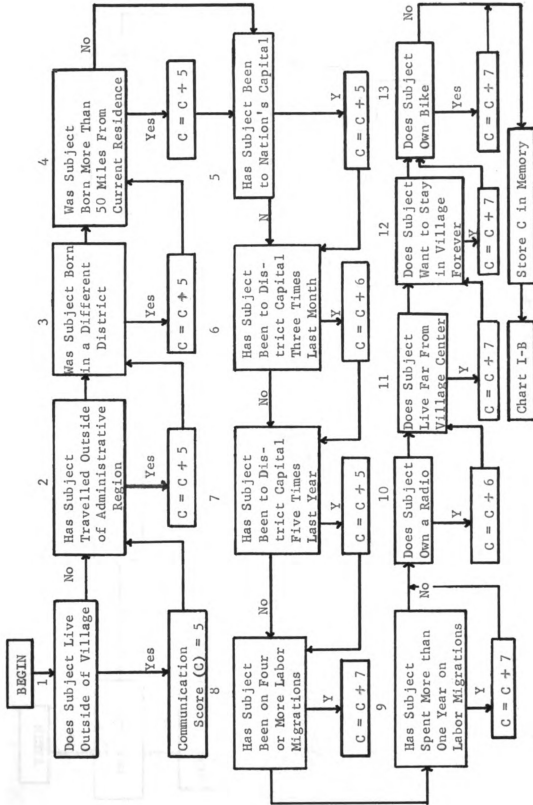 BEGIN
1
Does Subject Live
Outside of Village
No
Yes
Communication
Score (C) = 5
2
Has Subject
Travelled Outside
of Administrative
Region
Yes
C = C + 5
3
Was Subject Born
in a Different
District
Yes
C = C + 5
4
Was Subject
Born More Than
50 Miles From
Current Residence
No
Yes
C = C + 5
5
Has Subject Been
to Nation's Capital
N
Y
C = C + 5
6
Has Subject
Been to Dis-
trict Capital
Three Times
Last Month
No
Y
C = C + 6
7
Has Subject
Been to Dis-
trict Capital
Five Times
Last Year
No
Y
C = C + 5
8
Has Subject
Been on Four
or More Labor
Migrations
Y
C = C + 7
9
Has Subject
Spent More than
One Year on
Labor Migrations
No
Y
C = C + 7
10
Does Subject
Own a Radio
Y
C = C + 6
11
Does Subject
Live Far From
Village Center
Y
C = C + 7
12
Does Subject
Want to Stay
in Village
Forever
Y
C = C + 7
13
Does Subject
Own Bike
No
Yes
C = C + 7
Store C in Memory
Chart I-B